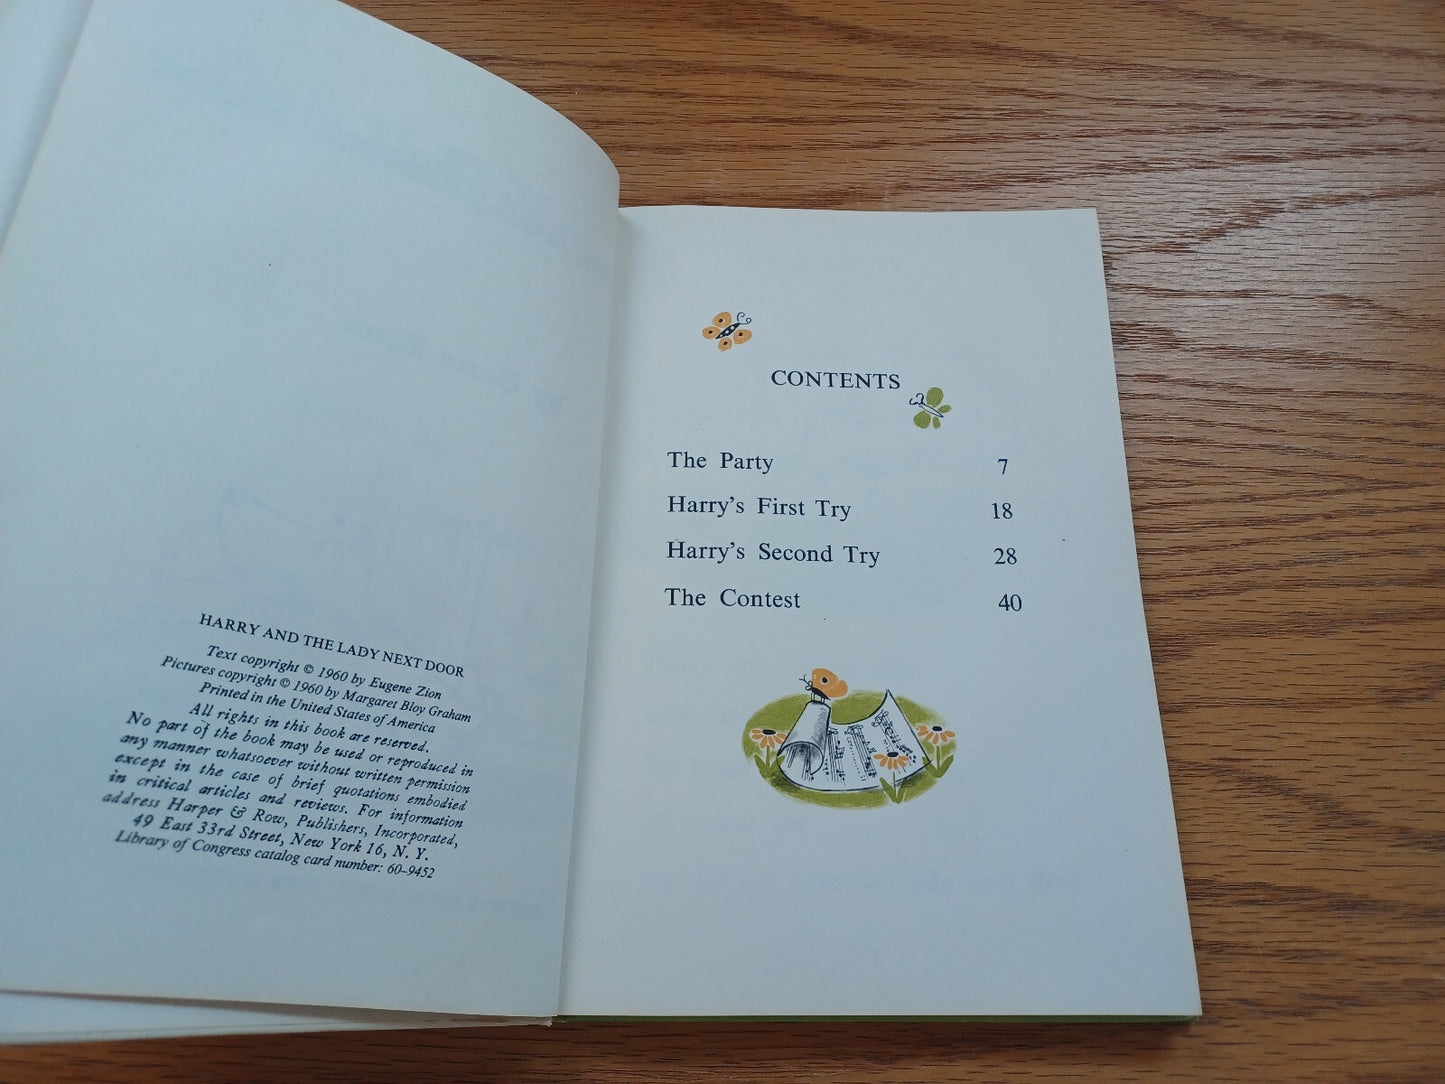 HARRY AND THE LADY NEXT DOOR
Text copyright © 1960 by Eugene Zion
Pictures copyright © 1960 by Margaret Bloy Graham
Printed in the United States of America
All rights in this book are reserved.
No part of the book may be used or reproduced in
any manner whatsoever without written permission
except in the case of brief quotations embodied
in critical articles and reviews. For information
address Harper & Row, Publishers, Incorporated,
49 East 33rd Street, New York 16, N. Y.
Library of Congress catalog card number: 60-9452
CONTENTS
The Party 7
Harry's First Try 18
Harry's Second Try 28
The Contest 40